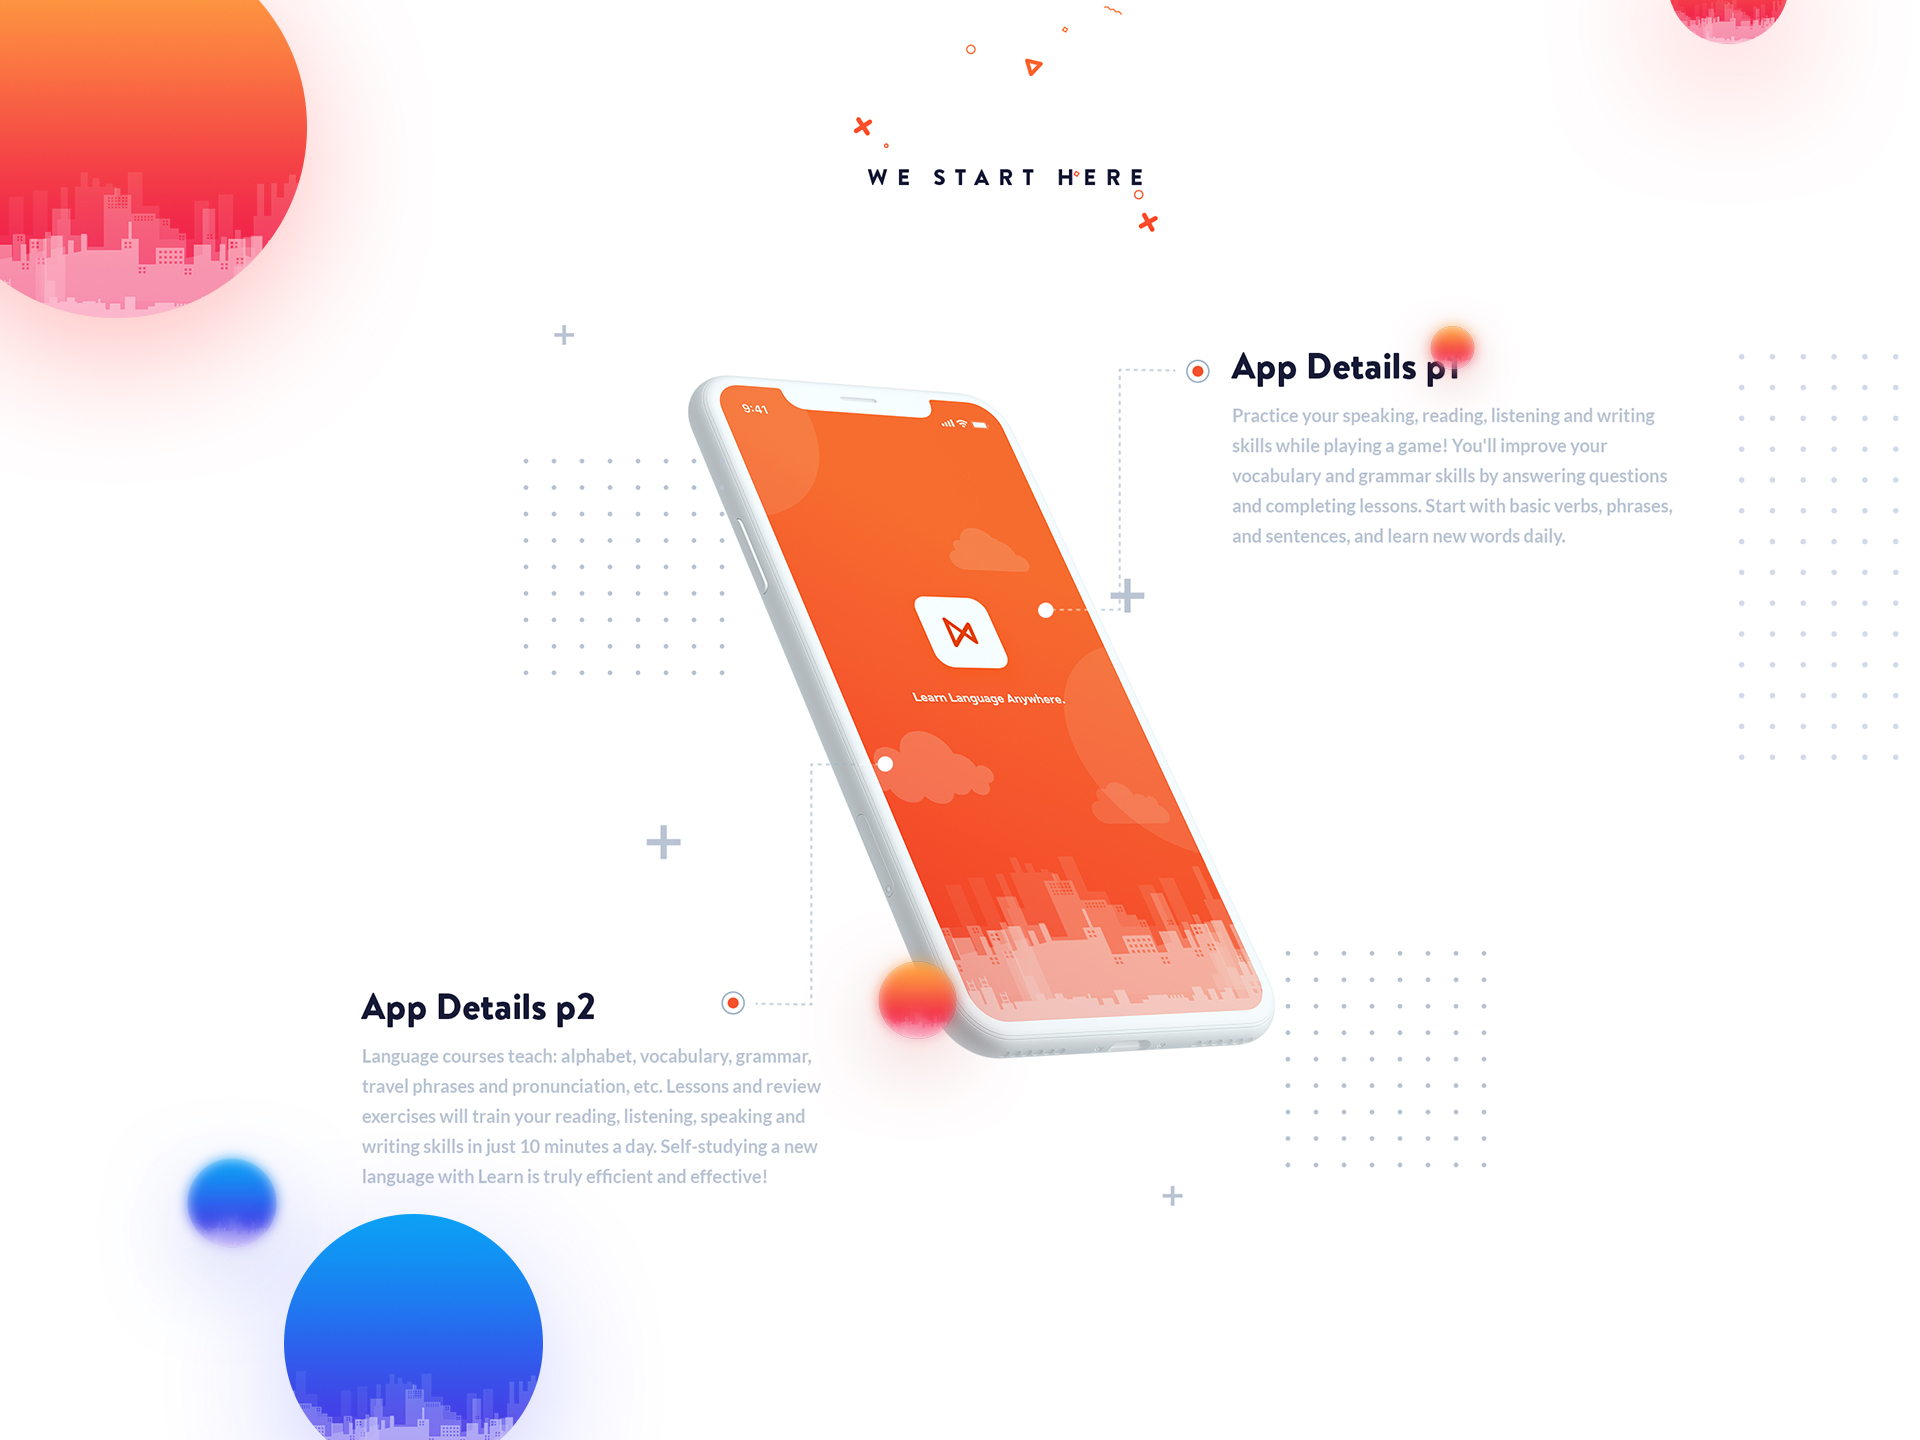 WE START HERE
App Details p1
Practice your speaking, reading, listening and writing
skills while playing a game! You'll improve your
vocabulary and grammar skills by answering questions
and completing lessons. Start with basic verbs, phrases,
and sentences, and learn new words daily.
9:41
Learn Language Anywhere.
App Details p2
Language courses teach: alphabet, vocabulary, grammar,
travel phrases and pronunciation, etc. Lessons and review
exercises will train your reading, listening, speaking and
writing skills in just 10 minutes a day. Self-studying a new
language with Learn is truly efficient and effective!